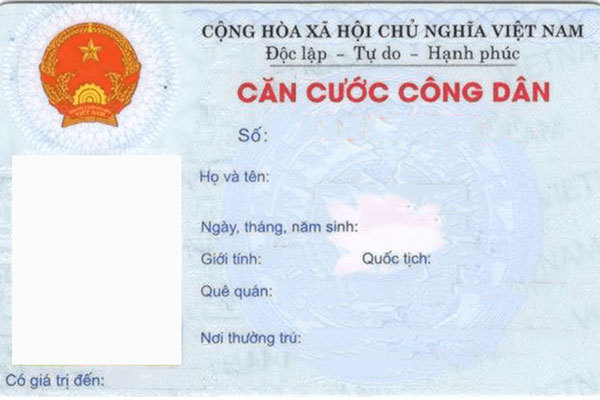 CỘNG HÒA XÃ HỘI CHỦ NGHĨA VIỆT NAM
Độc lập - Tự do - Hạnh phúc
CĂN CƯỚC CÔNG DÂN
Số:
Họ và tên:
Ngày, tháng, năm sinh:
Giới tính: Quốc tịch:
Quê quán:
Nơi thường trú:
Có giá trị đến:
VIỆT NAM